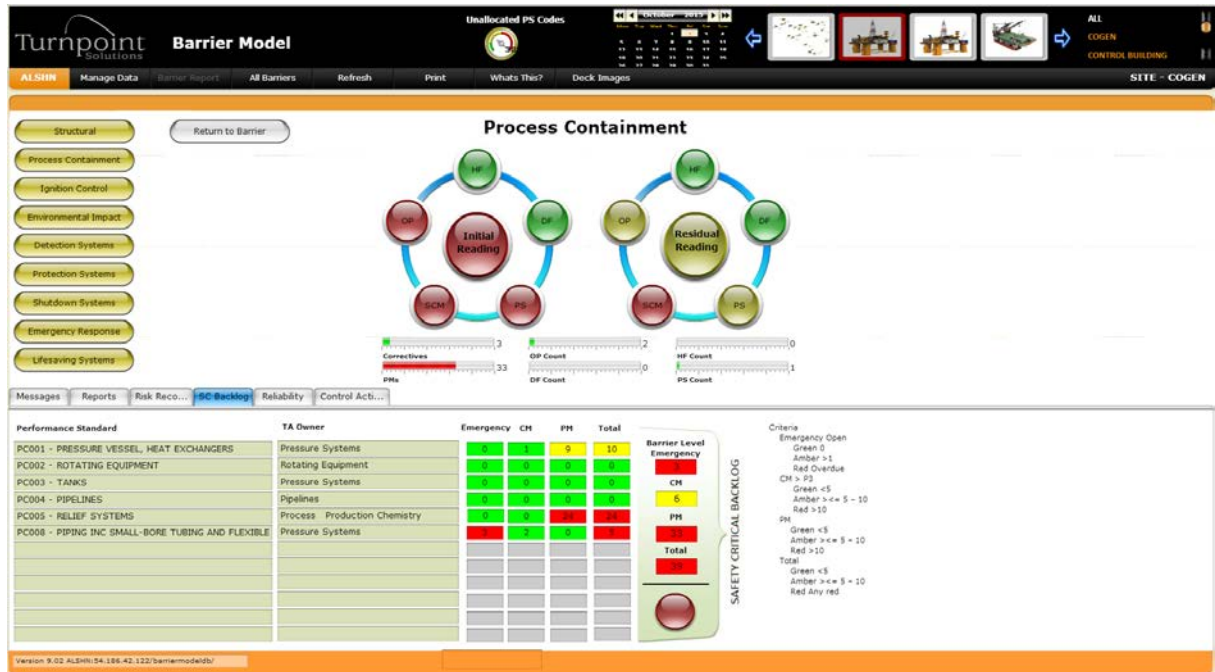 Turnpoint
Solutions
Barrier Model
Unallocated PS Codes
October 2015
ALL
COGEN
CONTROL BUILDING
ALSHN
Manage Data
Barrier Report
All Barriers
Refresh
Print
Whats This?
Deck Images
SITE - COGEN
Structural
Return to Barrier
Process Containment
Process Containment
Ignition Control
Environmental Impact
Detection Systems
Protection Systems
Shutdown Systems
Emergency Response
Lifesaving Systems
HF
OP
DF
Initial
Reading
SCM
PS
HF
OP
DF
Residual
Reading
SCM
PS
3
Correctives
2
OP Count
0
HF Count
33
PMs
0
DF Count
1
PS Count
Messages
Reports
Risk Reco...
SC Backlog
Reliability
Control Acti...
Performance Standard TA Owner Emergency CM PM Total
PC001 - PRESSURE VESSEL, HEAT EXCHANGERS Pressure Systems 0 1 9 10
PC002 - ROTATING EQUIPMENT Rotating Equipment 0 0 0 0
PC003 - TANKS Pressure Systems 0 0 0 0
PC004 - PIPELINES Pipelines 0 0 0 0
PC005 - RELIEF SYSTEMS Process Production Chemistry 0 0 24 24
PC008 - PIPING INC SMALL-BORE TUBING AND FLEXIBLE Pressure Systems 2 0
Barrier Level
Emergency
CM
6
PM
33
Total
39
SAFETY CRITICAL BACKLOG
Criteria
Emergency Open
Green 0
Amber >1
Red Overdue
CM > P3
Green <5
Amber ><= 5 - 10
Red >10
PM
Green <5
Amber ><= 5 - 10
Red >10
Total
Green <5
Amber ><= 5 - 10
Red Any red
Version 9.02 ALSHN:54.186.42.122/barriermodeldb/